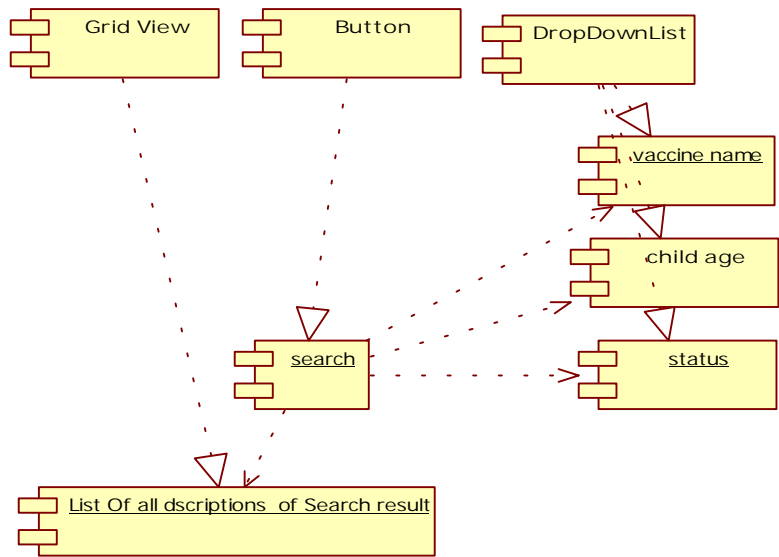 Grid View
Button
DropDownList
vaccine name
child age
search
status
List Of all dscriptions of Search result